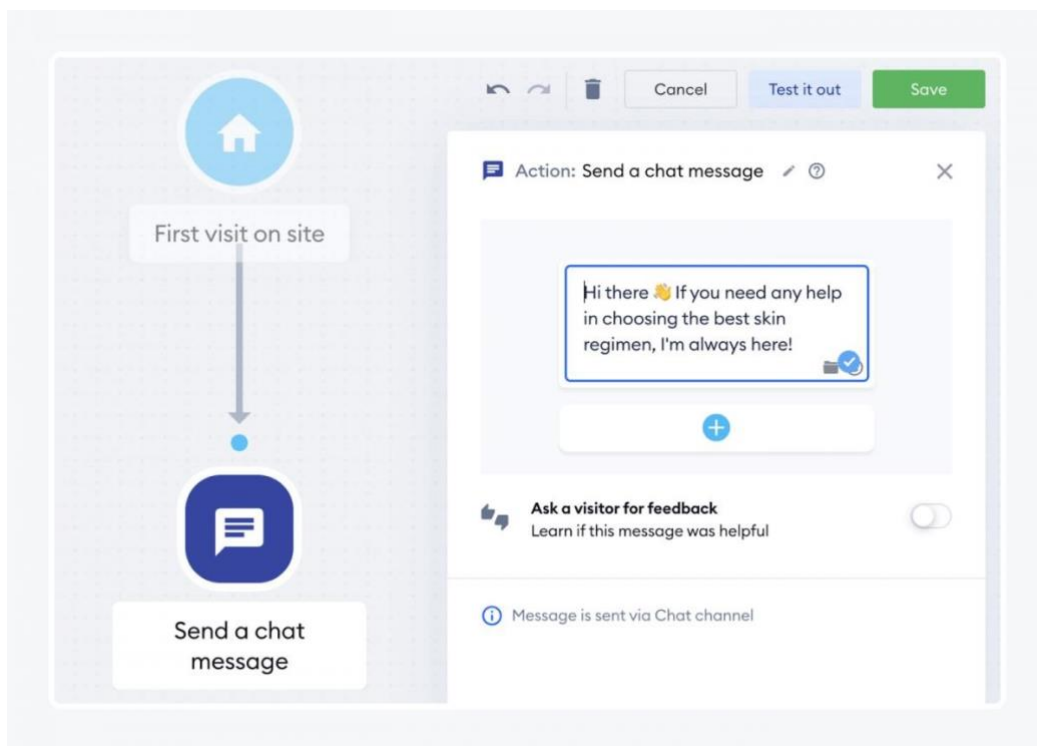 Cancel
Test it out
Save
First visit on site
Send a chat
message
Action: Send a chat message
Hi there 👋 If you need any help
in choosing the best skin
regimen, I'm always here!
Ask a visitor for feedback
Learn if this message was helpful
Message is sent via Chat channel